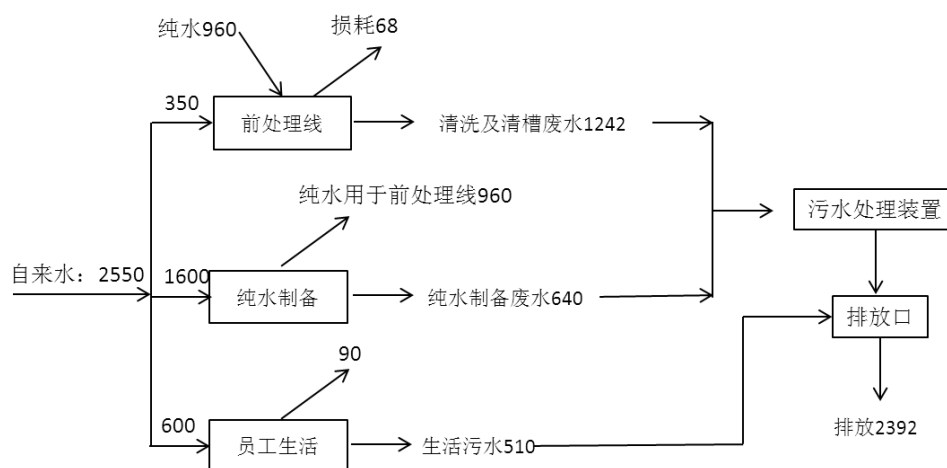 纯水960
损耗68
350
前处理线
清洗及清槽废水1242
纯水用于前处理线960
污水处理装置
自来水：2550
1600
纯水制备
纯水制备废水640
排放口
90
600
员工生活
生活污水510
排放2392